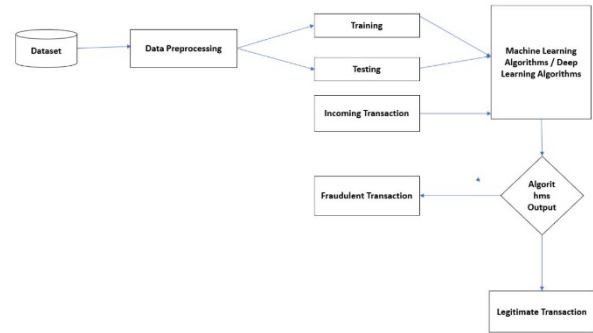 Dataset
Data Preprocessing
Training
Testing
Incoming Transaction
Machine Learning
Algorithms / Deep
Learning Algorithms
Algorit
hms
Output
Fraudulent Transaction
Legitimate Transaction